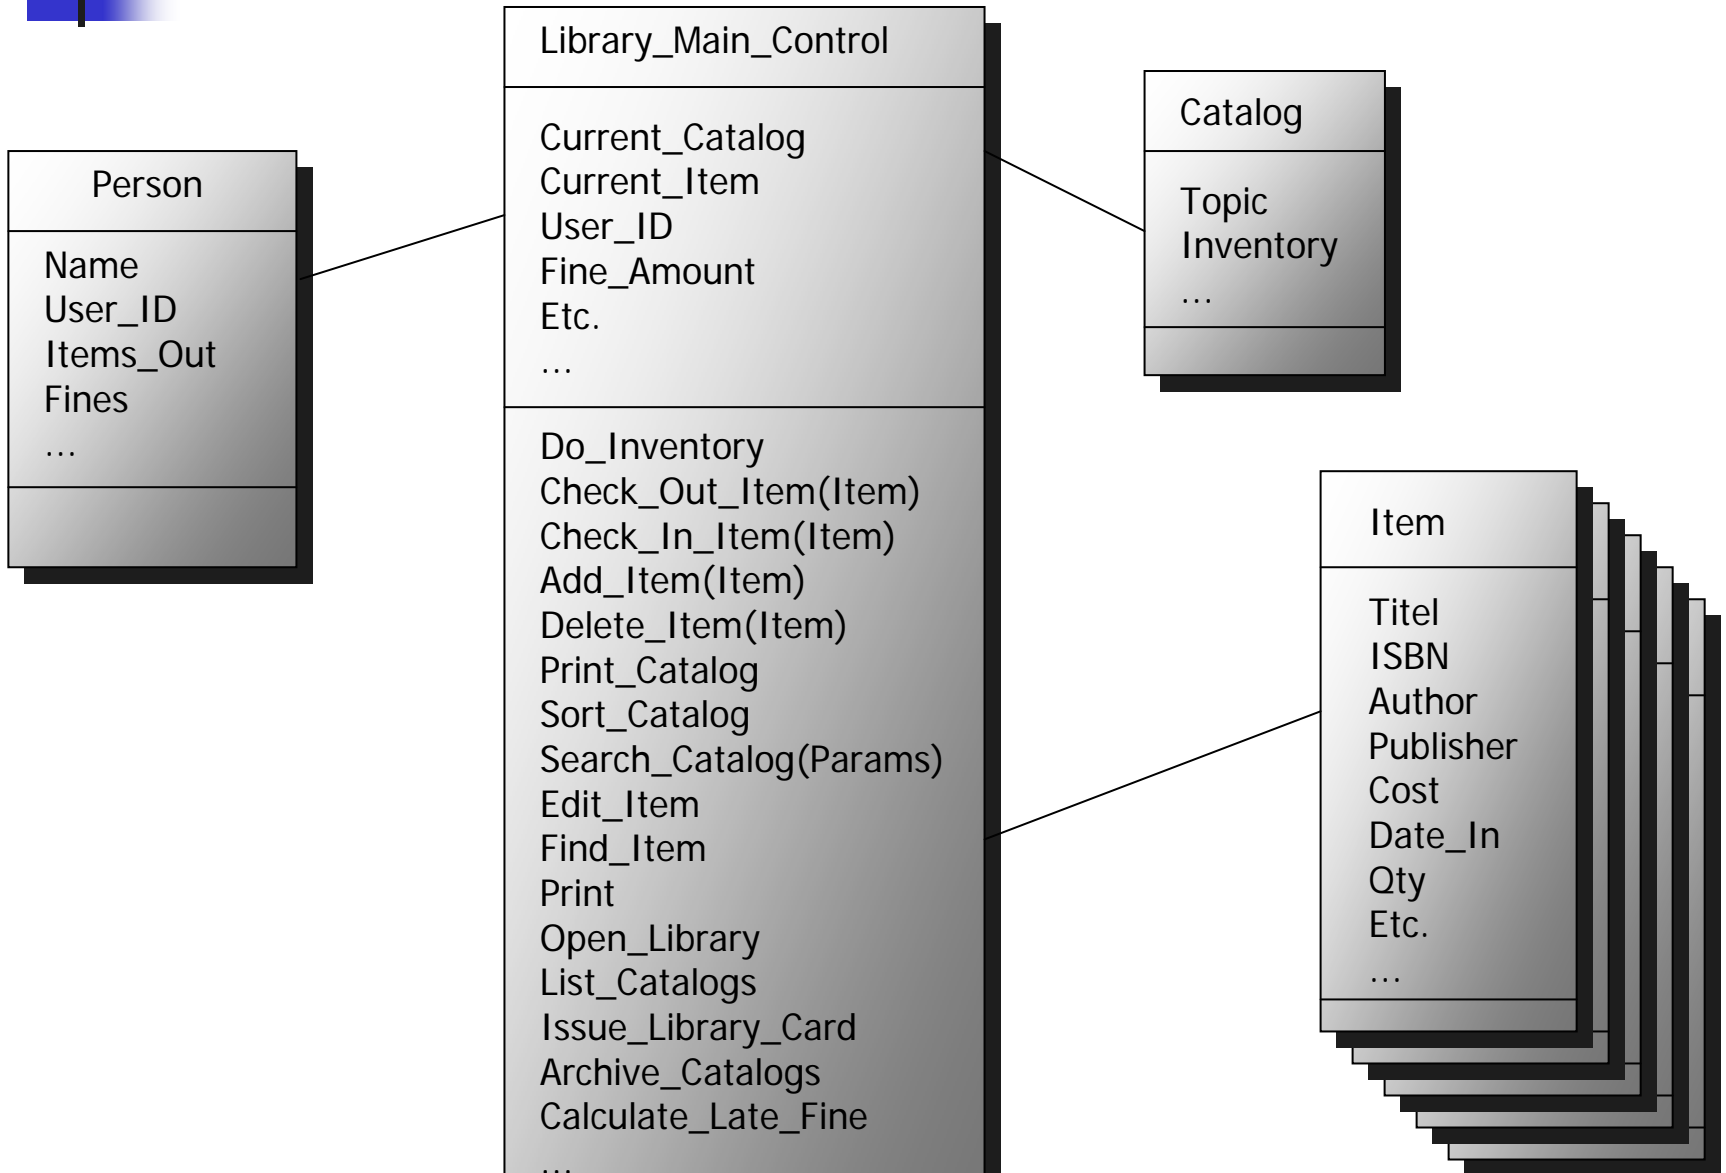 Library_Main_Control
Current_Catalog
Current_Item
User_ID
Fine_Amount
Etc.
...
Do_Inventory
Check_Out_Item(Item)
Check_In_Item(Item)
Add_Item(Item)
Delete_Item(Item)
Print_Catalog
Sort_Catalog
Search_Catalog(Params)
Edit_Item
Find_Item
Print
Open_Library
List_Catalogs
Issue_Library_Card
Archive_Catalogs
Calculate_Late_Fine
...
Person
Name
User_ID
Items_Out
Fines
...
Catalog
Topic
Inventory
...
Item
Titel
ISBN
Author
Publisher
Cost
Date_In
Qty
Etc.
...